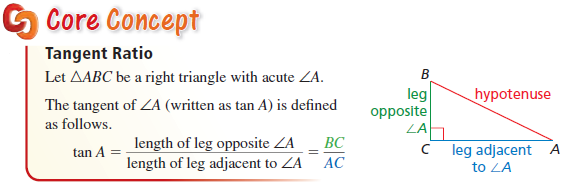 Core Concept
Tangent Ratio
Let △ABC be a right triangle with acute ∠A.
The tangent of ∠A (written as tan A) is defined
as follows.
tan A = length of leg opposite ∠A / length of leg adjacent to ∠A = BC / AC
B
leg
opposite
∠A
hypotenuse
C
leg adjacent
to ∠A
A